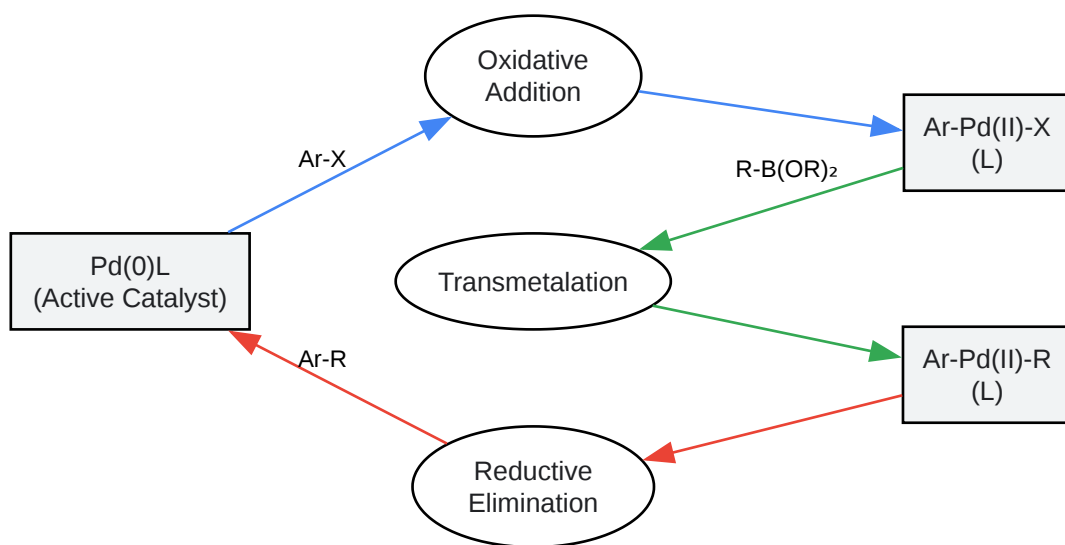 Oxidative
Addition
Ar-Pd(II)-X
(L)
Ar-X
R-B(OR)₂
Pd(0)L
(Active Catalyst)
Transmetalation
Ar-R
Ar-Pd(II)-R
(L)
Reductive
Elimination